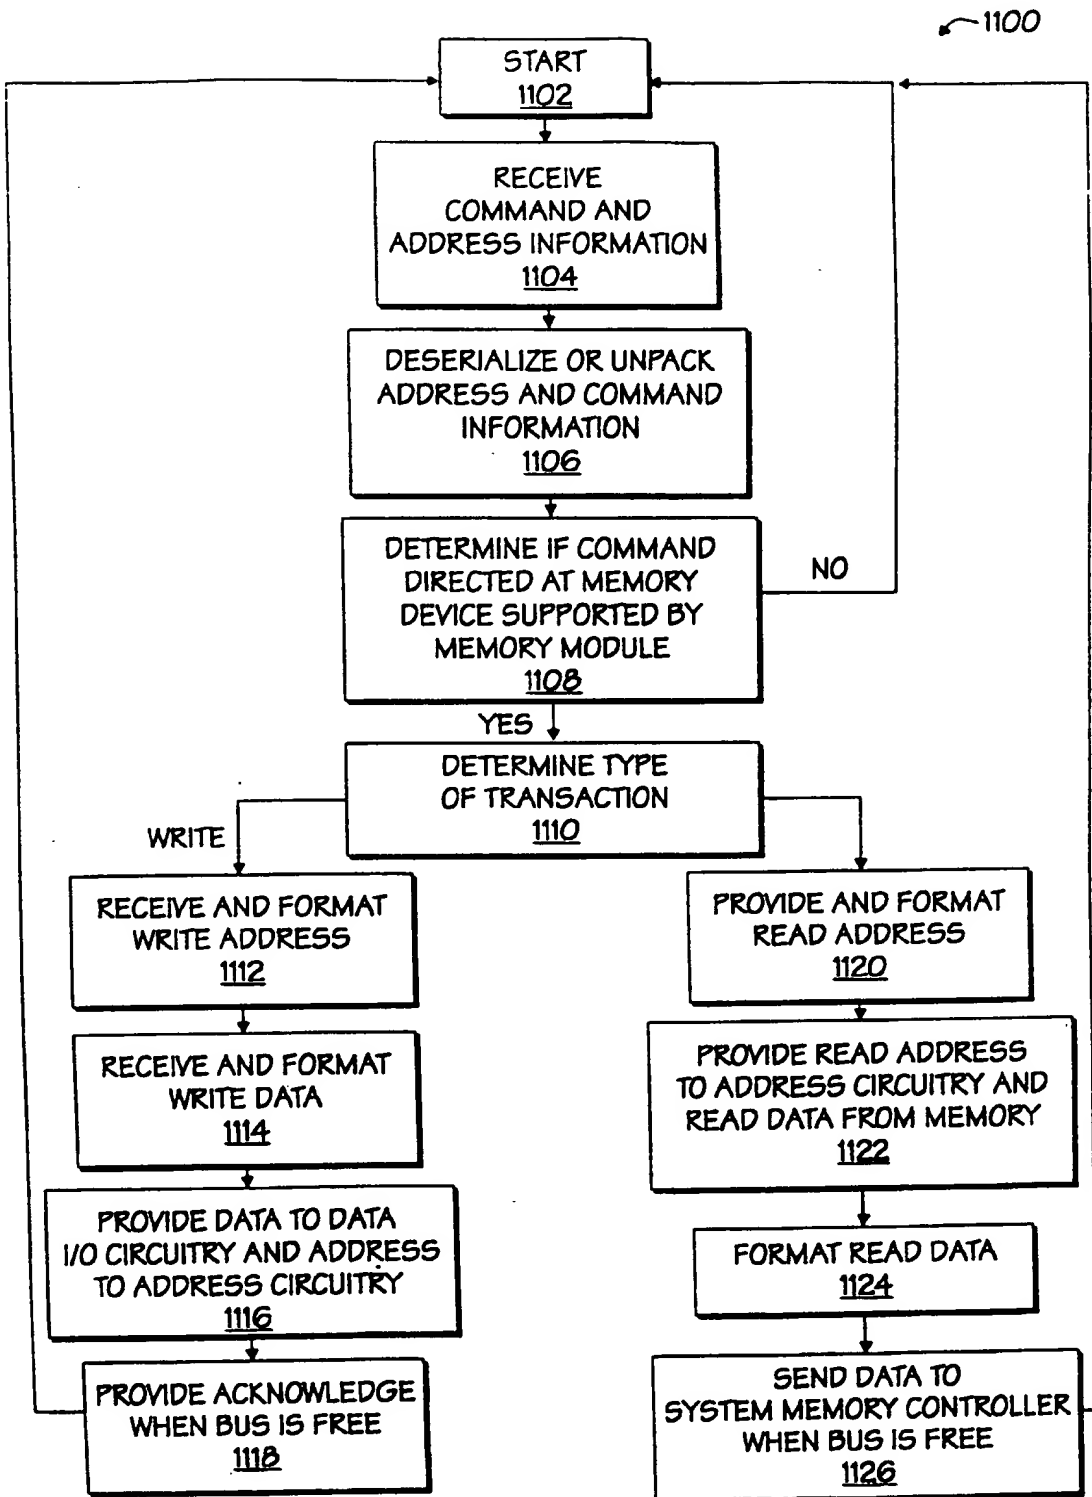 1100
START
1102
RECEIVE
COMMAND AND
ADDRESS INFORMATION
1104
DESERIALIZE OR UNPACK
ADDRESS AND COMMAND
INFORMATION
1106
DETERMINE IF COMMAND
DIRECTED AT MEMORY
DEVICE SUPPORTED BY
MEMORY MODULE
1108
NO
YES
DETERMINE TYPE
OF TRANSACTION
1110
WRITE
RECEIVE AND FORMAT
WRITE ADDRESS
1112
RECEIVE AND FORMAT
WRITE DATA
1114
PROVIDE DATA TO DATA
I/O CIRCUITRY AND ADDRESS
TO ADDRESS CIRCUITRY
1116
PROVIDE ACKNOWLEDGE
WHEN BUS IS FREE
1118
PROVIDE AND FORMAT
READ ADDRESS
1120
PROVIDE READ ADDRESS
TO ADDRESS CIRCUITRY AND
READ DATA FROM MEMORY
1122
FORMAT READ DATA
1124
SEND DATA TO
SYSTEM MEMORY CONTROLLER
WHEN BUS IS FREE
1126